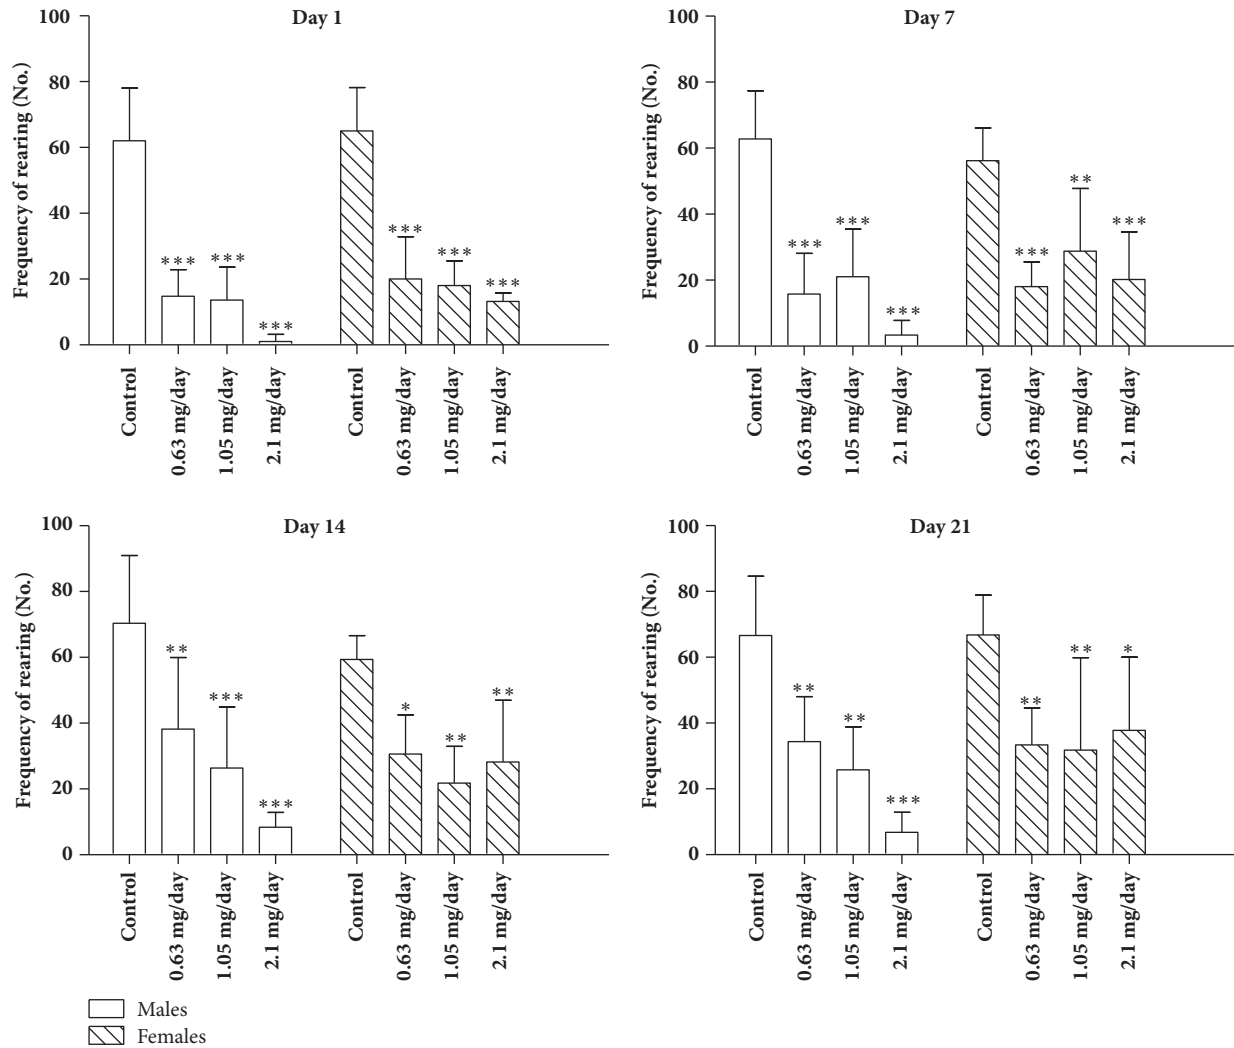 Day 1
Frequency of rearing (No.)
100
80
60
40
20
0
***
***
***
***
***
***
Control
0.63 mg/day
1.05 mg/day
2.1 mg/day
Control
0.63 mg/day
1.05 mg/day
2.1 mg/day
Day 7
Frequency of rearing (No.)
100
80
60
40
20
0
***
***
***
***
**
***
Control
0.63 mg/day
1.05 mg/day
2.1 mg/day
Control
0.63 mg/day
1.05 mg/day
2.1 mg/day
Day 14
Frequency of rearing (No.)
100
80
60
40
20
0
**
***
***
*
**
**
Control
0.63 mg/day
1.05 mg/day
2.1 mg/day
Control
0.63 mg/day
1.05 mg/day
2.1 mg/day
Day 21
Frequency of rearing (No.)
100
80
60
40
20
0
**
**
***
**
**
*
Control
0.63 mg/day
1.05 mg/day
2.1 mg/day
Control
0.63 mg/day
1.05 mg/day
2.1 mg/day
Males
Females